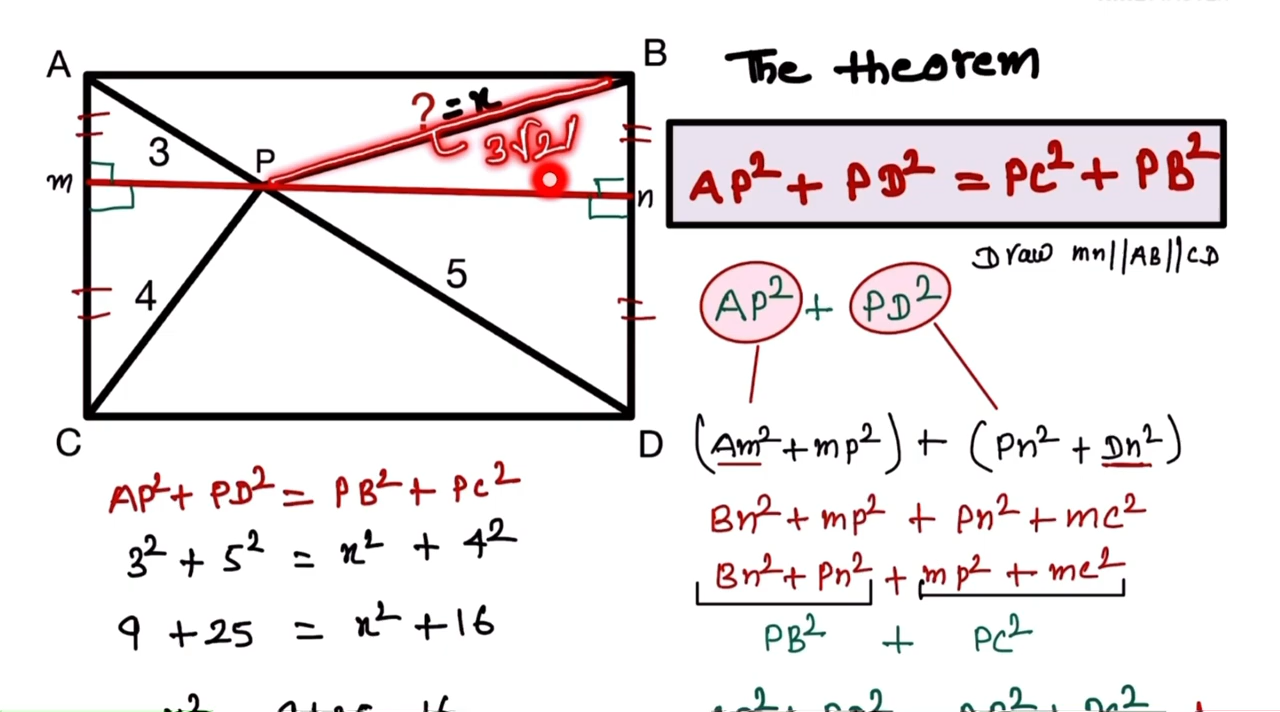 A
B
The theorem
? = x
3√2
3
P
m
n
AP² + PD² = PC² + PB²
Draw mn||AB||CD
4
5
AP² + PD²
C
D
(Am² + mp²) + (Pn² + Dn²)
AP² + PD² = PB² + PC²
Bn² + mp² + Pn² + mC²
3² + 5² = x² + 4²
Bn² + Pn² + mp² + mc²
9 + 25 = x² + 16
PB² + PC²